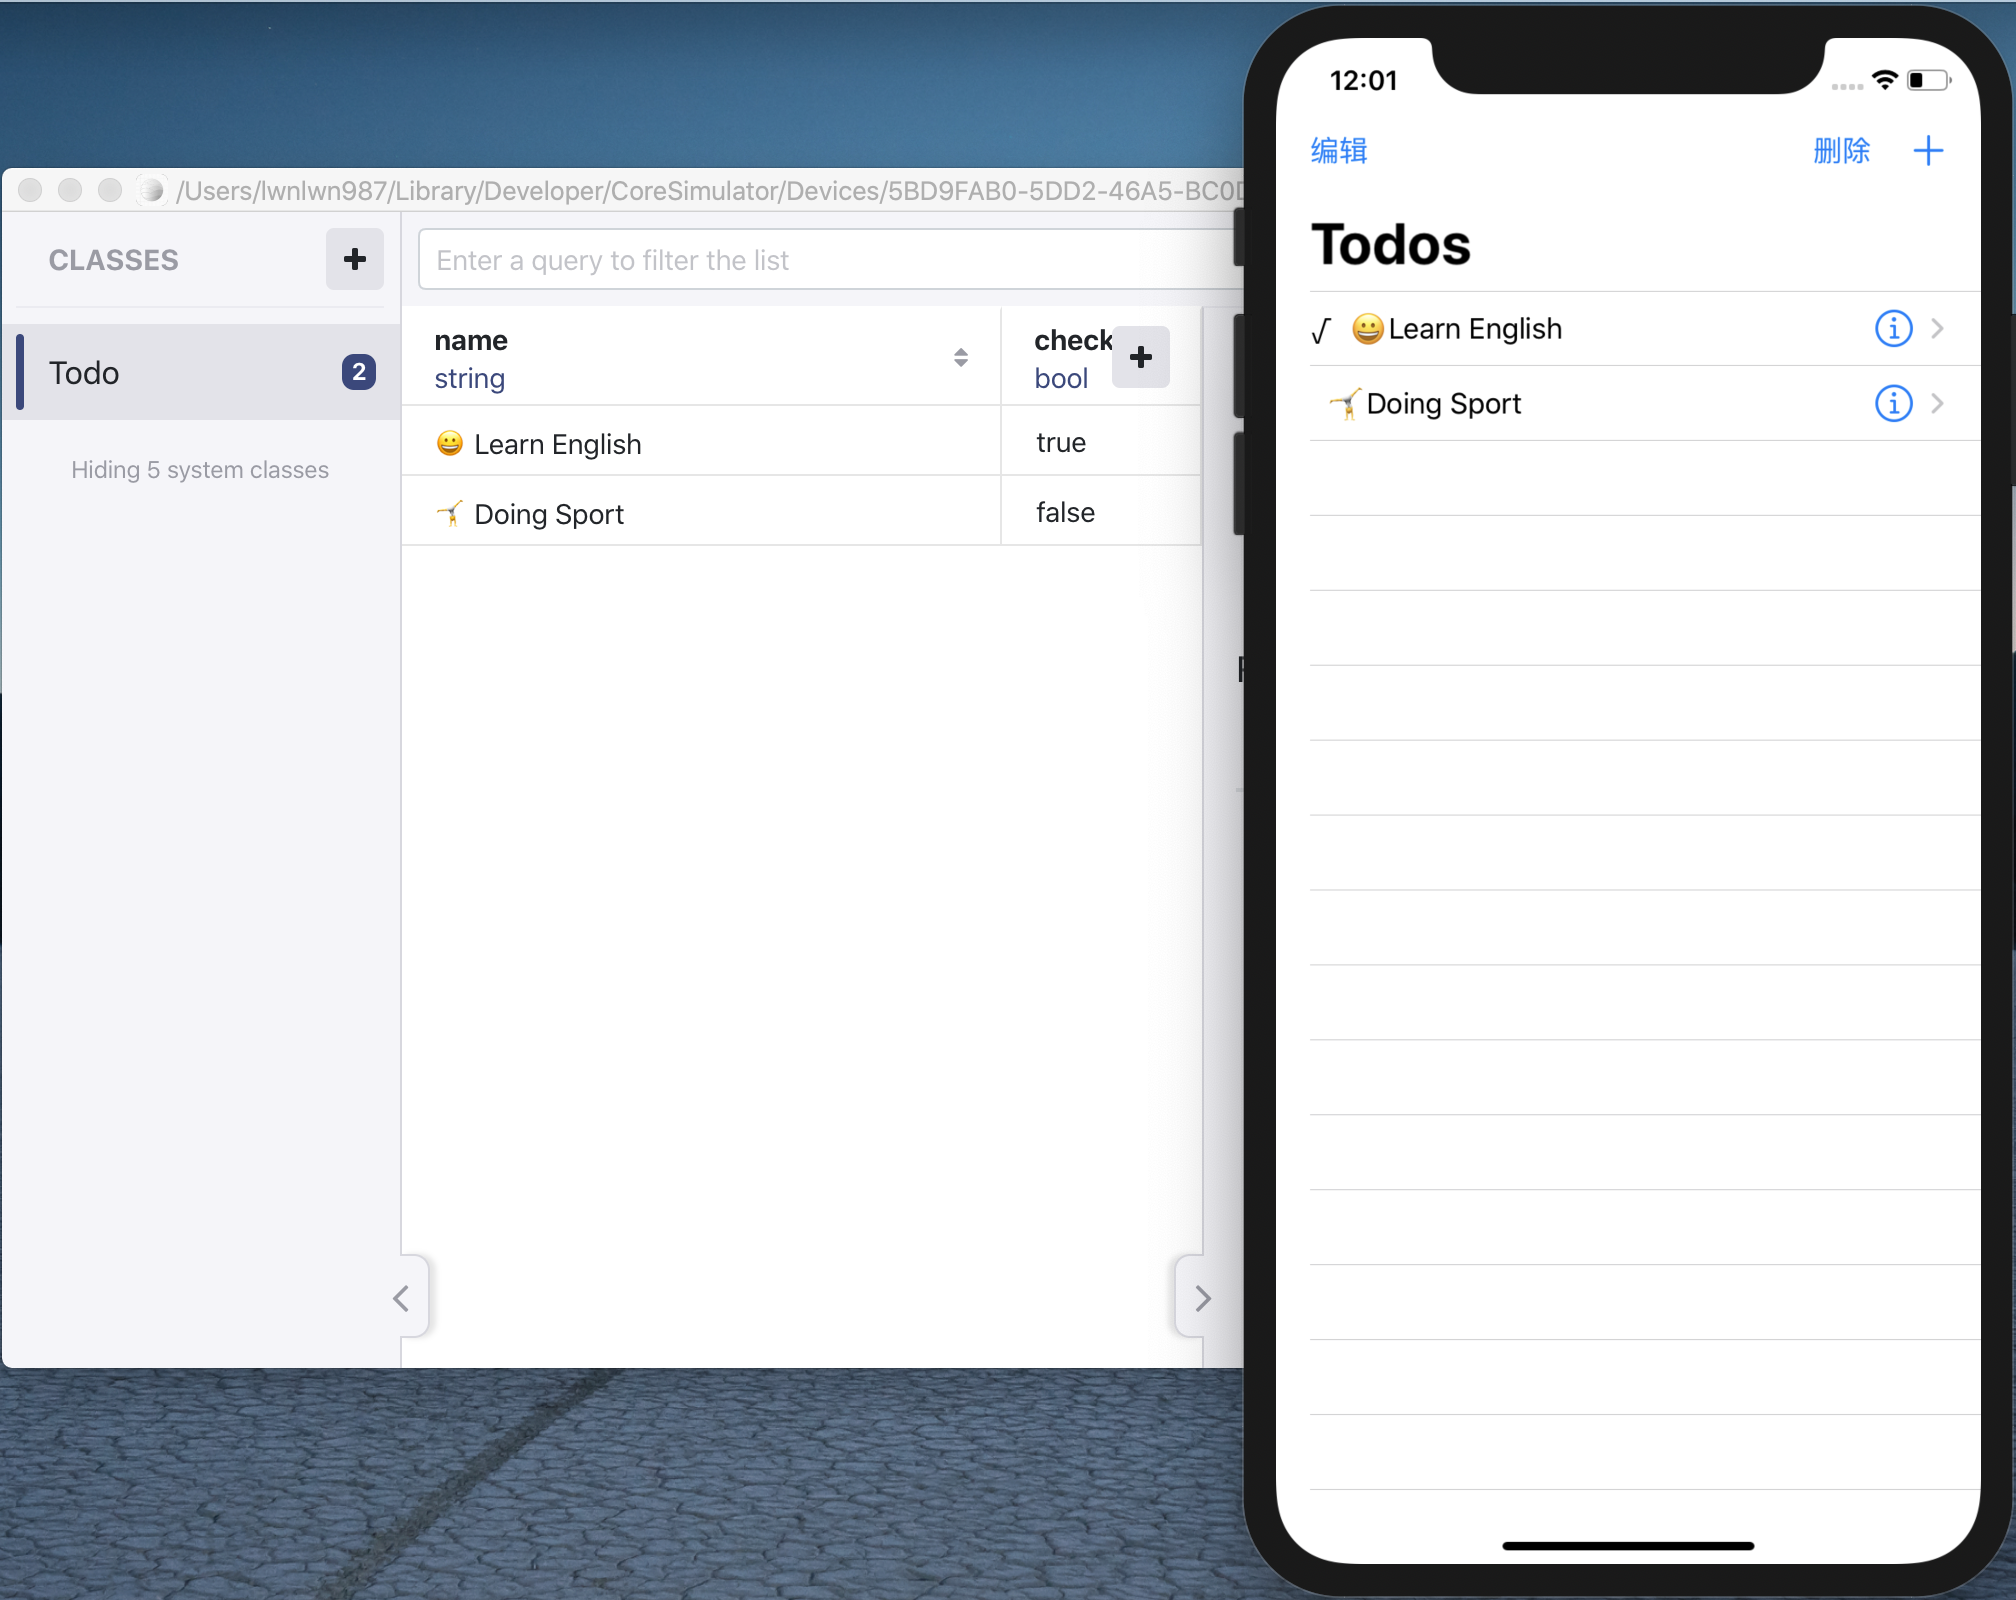 /Users/lwnlwn987/Library/Developer/CoreSimulator/Devices/5BD9FAB0-5DD2-46A5-BC0D
CLASSES
Enter a query to filter the list
Todo 2
Hiding 5 system classes
name
string
check
bool
😀 Learn English
true
🤸 Doing Sport
false
12:01
编辑
删除
Todos
√ 😀Learn English
🤸Doing Sport